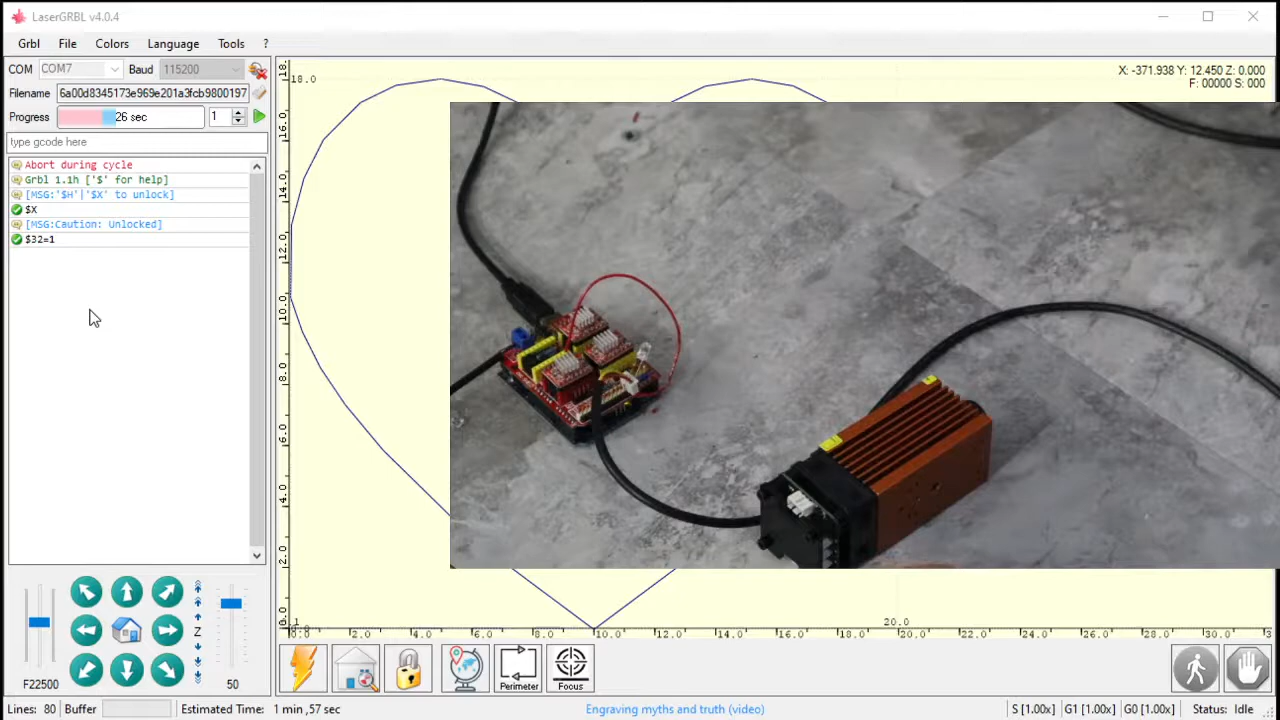 LaserGRBL v4.0.4
Grbl File Colors Language Tools ?
COM COM7 Baud 115200
Filename 6a00d8345173e969e201a3fcb9800197
Progress 26 sec 1
type gcode here
Abort during cycle
Grbl 1.1h ['$' for help]
[MSG:'$H'|'$X' to unlock]
$X
[MSG:Caution: Unlocked]
$32=1
Z
F22500 50
X: -371.938 Y: 12.450 Z: 0.000
F: 00000 S: 000
18.0
16.0
14.0
12.0
10.0
8.0
6.0
4.0
2.0
0.0
18.0
20.0
0.0 2.0 4.0 6.0 8.0 10.0 12.0 14.0 16.0 18.0 20.0 22.0 24.0 26.0 28.0 30.0
Perimeter
Focus
Lines: 80 Buffer Estimated Time: 1 min ,57 sec Engraving myths and truth (video) S [1.00x] G1 [1.00x] G0 [1.00x] Status: Idle